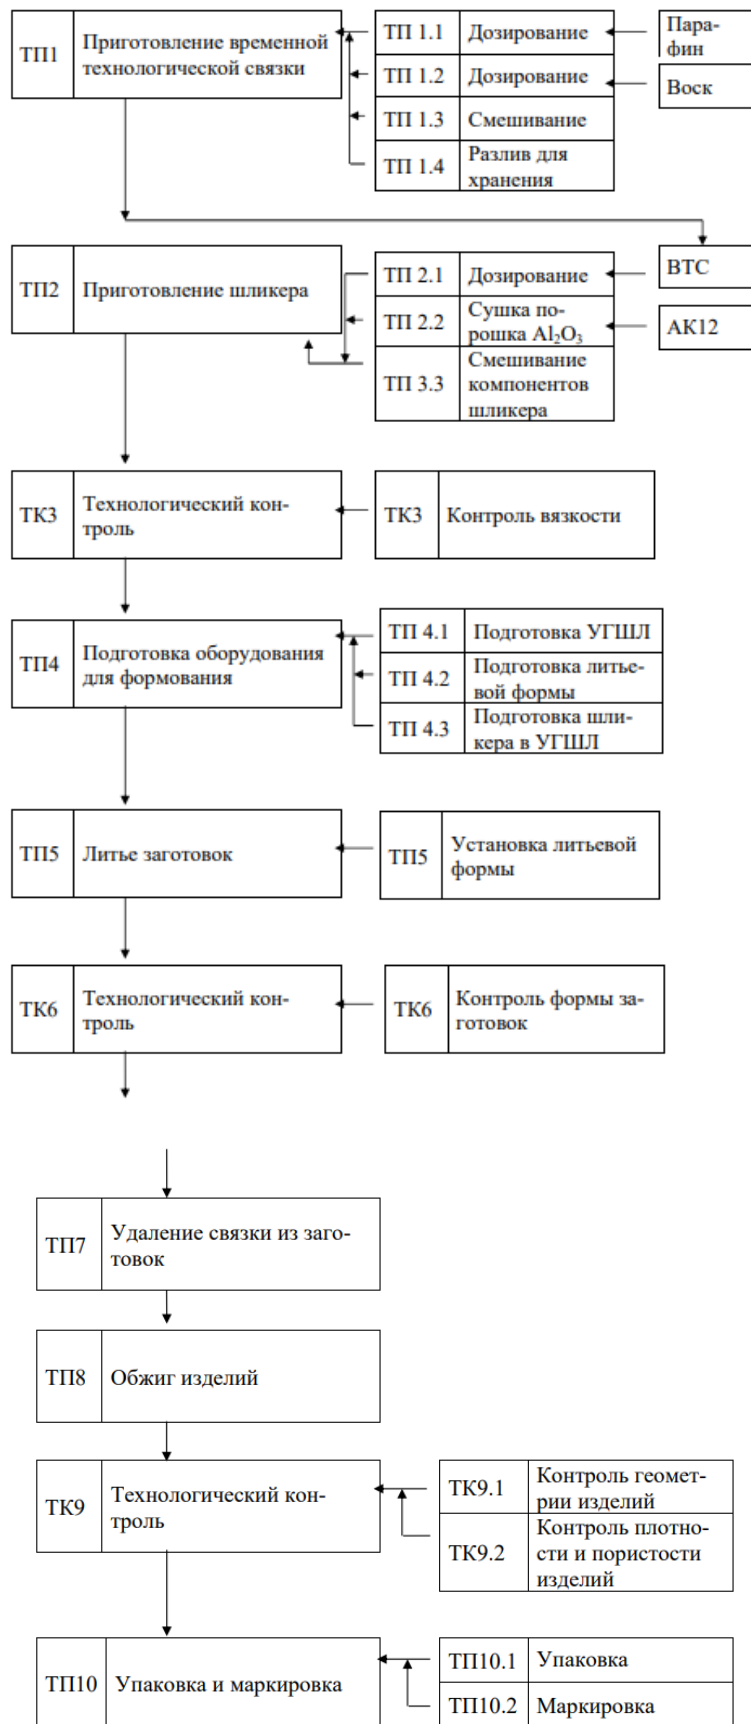 ТП1
Приготовление временной
технологической связки
ТП 1.1
Дозирование
Пара-
фин
ТП 1.2
Дозирование
Воск
ТП 1.3
Смешивание
ТП 1.4
Разлив для
хранения
ТП2
Приготовление шликера
ТП 2.1
Дозирование
ВТС
ТП 2.2
Сушка по-
рошка Al₂O₃
АК12
ТП 3.3
Смешивание
компонентов
шликера
ТК3
Технологический кон-
троль
ТК3
Контроль вязкости
ТП4
Подготовка оборудования
для формования
ТП 4.1
Подготовка УГШЛ
ТП 4.2
Подготовка литье-
вой формы
ТП 4.3
Подготовка шли-
кера в УГШЛ
ТП5
Литье заготовок
ТП5
Установка литьевой
формы
ТК6
Технологический кон-
троль
ТК6
Контроль формы за-
готовок
ТП7
Удаление связки из заго-
товок
ТП8
Обжиг изделий
ТК9
Технологический кон-
троль
ТК9.1
Контроль геомет-
рии изделий
ТК9.2
Контроль плотно-
сти и пористости
изделий
ТП10
Упаковка и маркировка
ТП10.1
Упаковка
ТП10.2
Маркировка